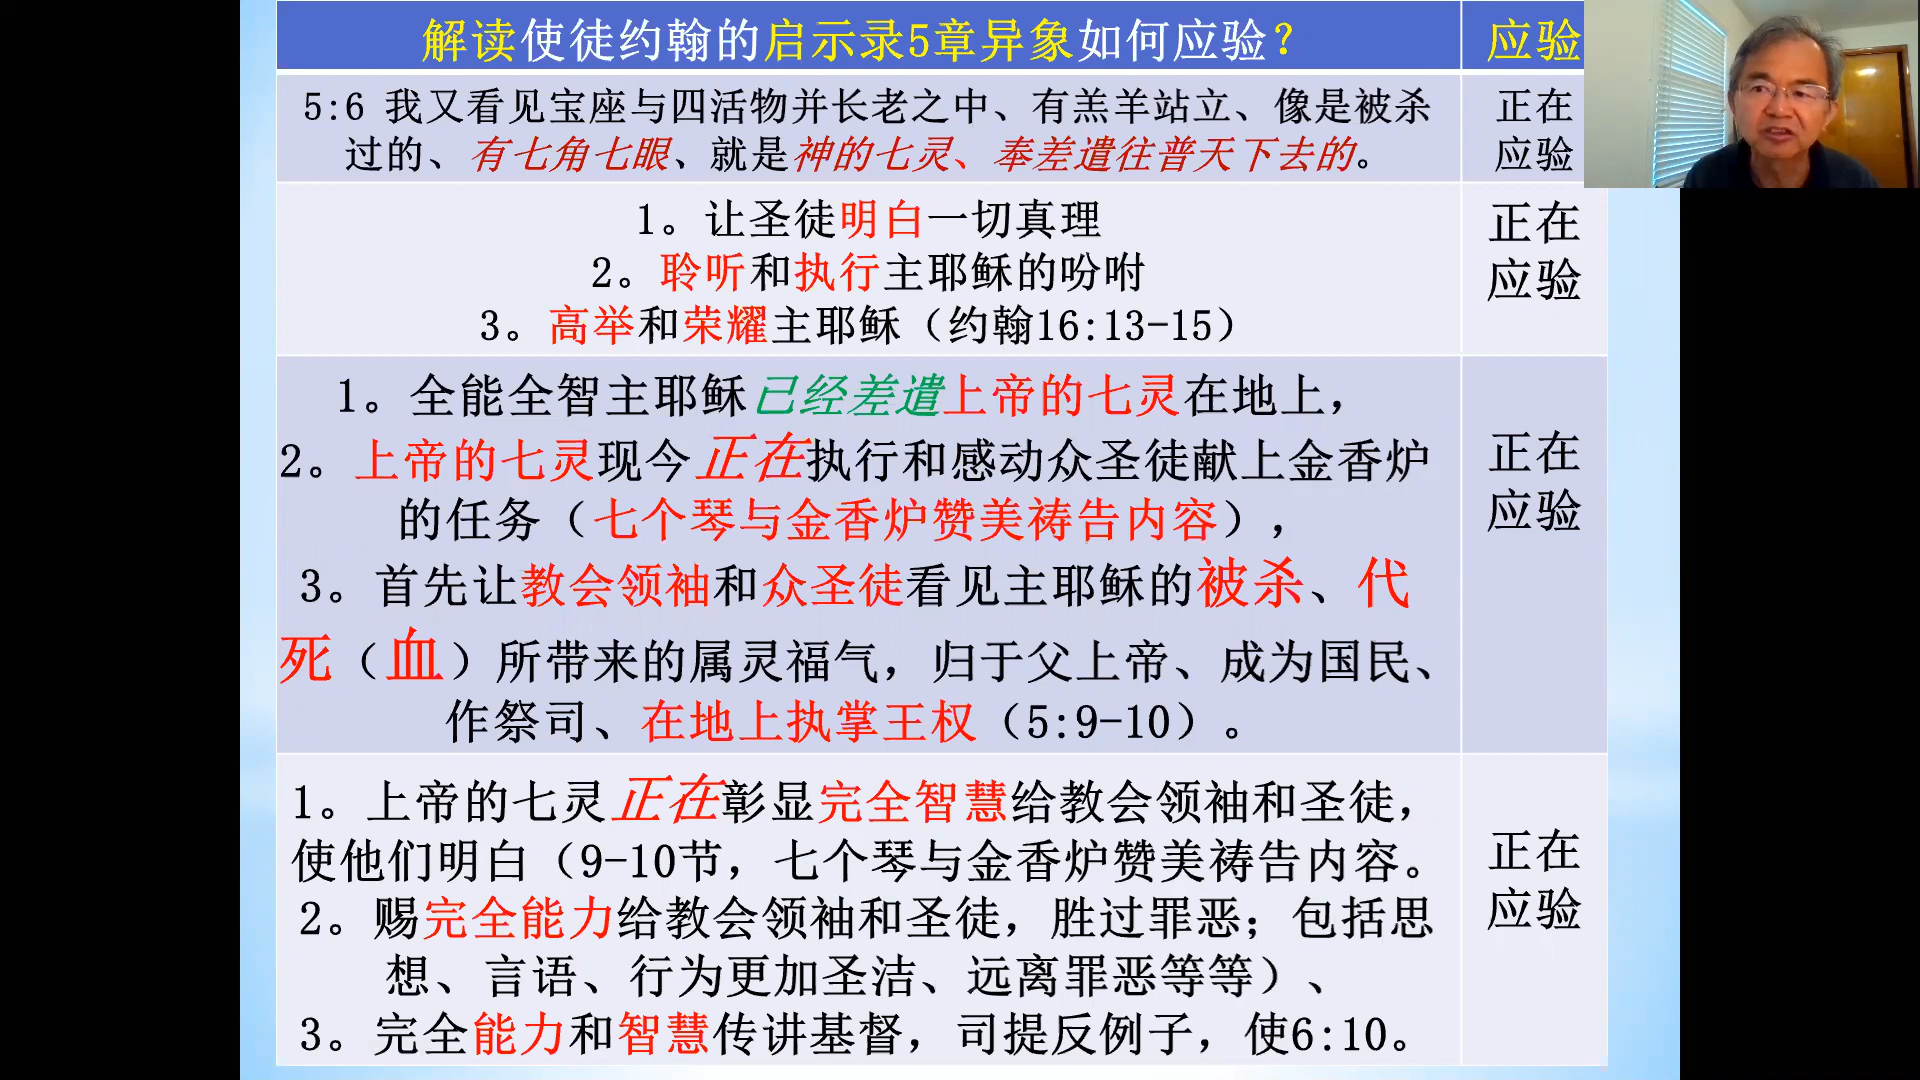 解读使徒约翰的启示录5章异象如何应验？
应验
5:6 我又看见宝座与四活物并长老之中、有羔羊站立、像是被杀
过的、有七角七眼、就是神的七灵、奉差遣往普天下去的。
正在
应验
1。让圣徒明白一切真理
2。聆听和执行主耶稣的吩咐
3。高举和荣耀主耶稣（约翰16:13-15）
正在
应验
1。全能全智主耶稣已经差遣上帝的七灵在地上，
2。上帝的七灵现今正在执行和感动众圣徒献上金香炉
的任务（七个琴与金香炉赞美祷告内容），
3。首先让教会领袖和众圣徒看见主耶稣的被杀、代
死（血）所带来的属灵福气，归于父上帝、成为国民、
作祭司、在地上执掌王权（5:9-10）。
正在
应验
1。上帝的七灵正在彰显完全智慧给教会领袖和圣徒，
使他们明白（9-10节，七个琴与金香炉赞美祷告内容。
2。赐完全能力给教会领袖和圣徒，胜过罪恶；包括思
想、言语、行为更加圣洁、远离罪恶等等）、
3。完全能力和智慧传讲基督，司提反例子，使6:10。
正在
应验